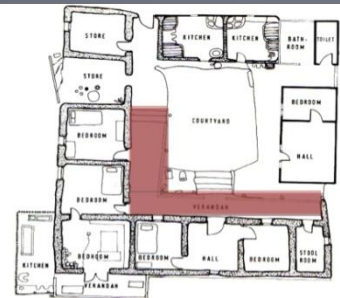 STORE
KITCHEN
KITCHEN
BATH-
ROOM
TOILET
STORE
BEDROOM
COURTYARD
BEDROOM
HALL
BEDROOM
VERANDAH
KITCHEN
BEDROOM
BEDROOM
HALL
BEDROOM
STOOL
ROOM
VERANDAH